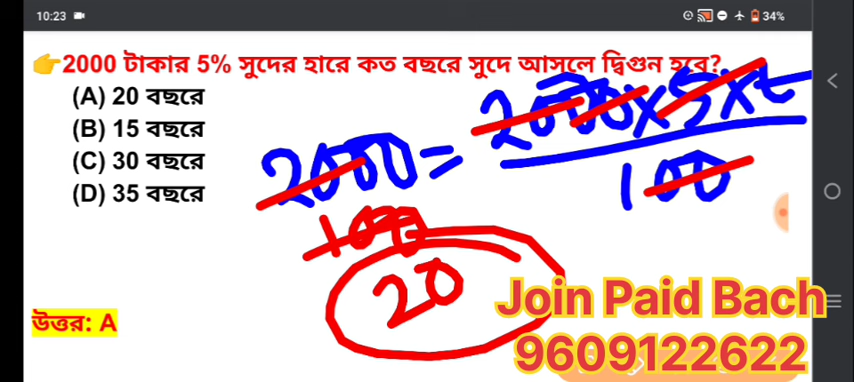 10:23
34%
👉2000 টাকার 5% সুদের হারে কত বছরে সুদে আসলে দ্বিগুন হবে?
(A) 20 বছরে
(B) 15 বছরে
(C) 30 বছরে
(D) 35 বছরে
2000 = 2000 x 5 x t
100
100
20
উত্তর: A
Join Paid Bach
9609122622